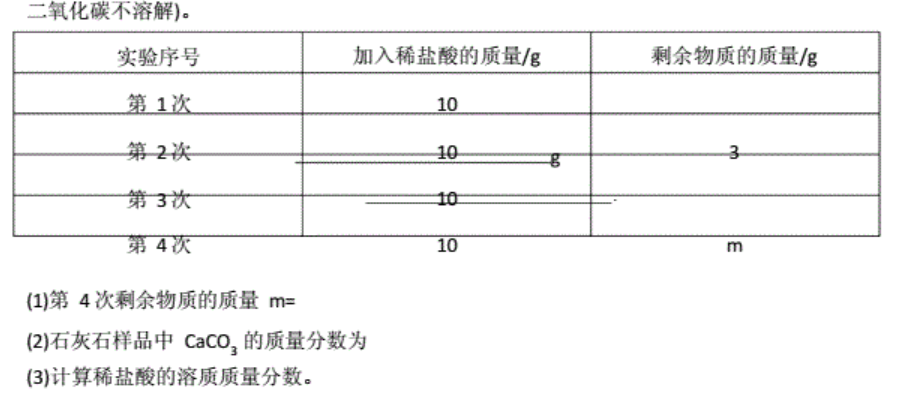 二氧化碳不溶解)。
实验序号 加入稀盐酸的质量/g 剩余物质的质量/g
第 1次 10
第 2次 10 g 3
第 3次 10
第 4次 10 m
(1)第 4次剩余物质的质量 m=
(2)石灰石样品中 CaCO₃ 的质量分数为
(3)计算稀盐酸的溶质质量分数。